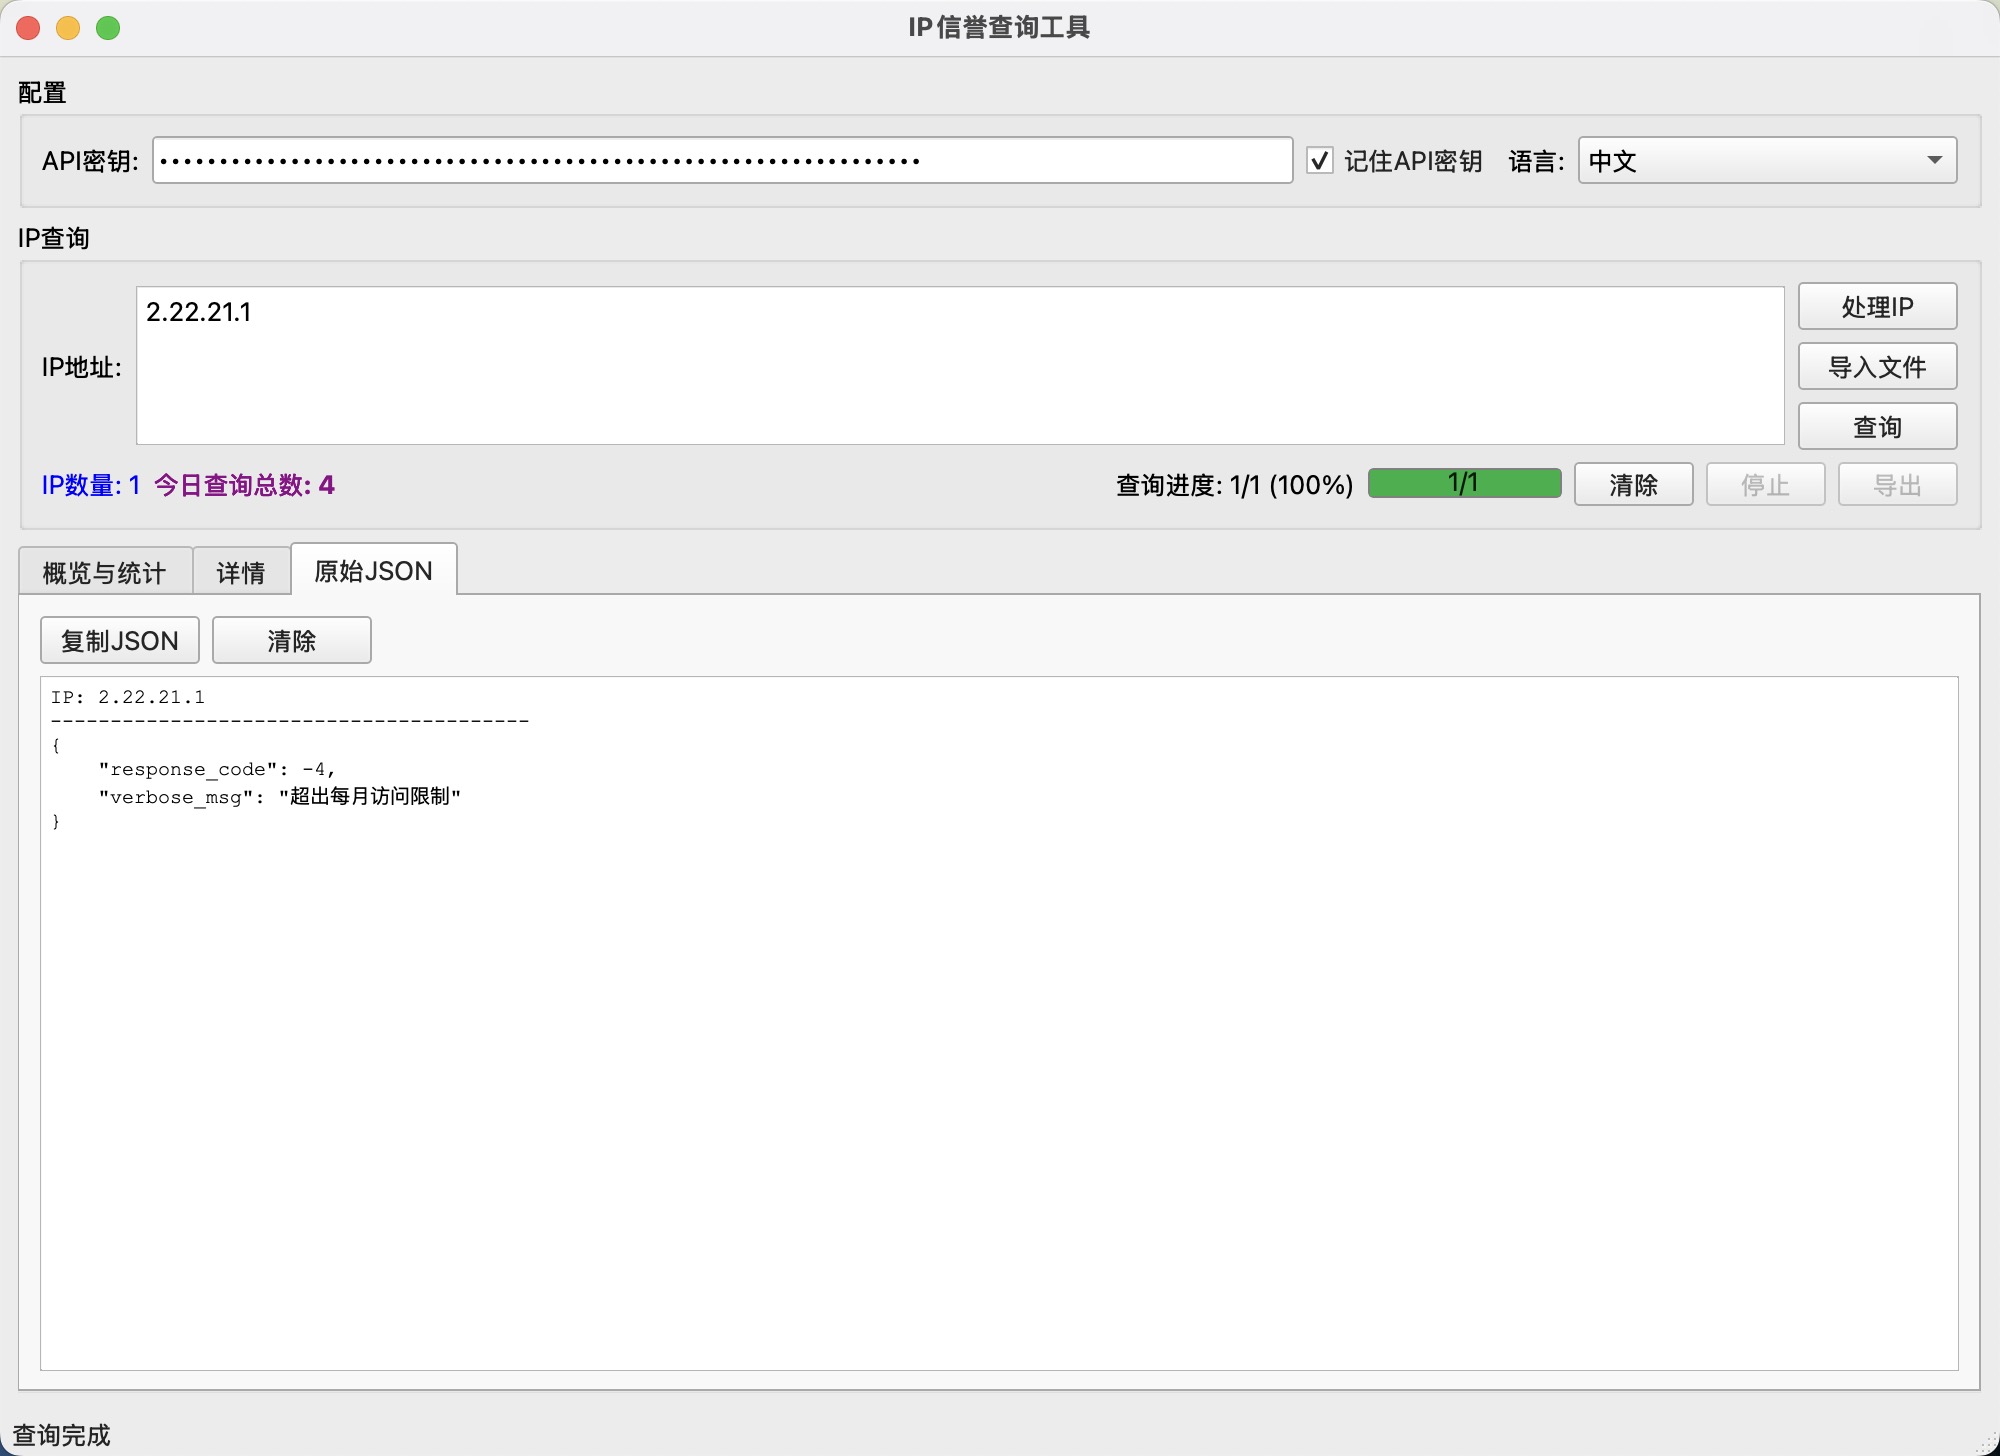 IP信誉查询工具
配置
API密钥: •••••••••••••••••••••••••••••••••••••••••••••••••••••••••••••••• 记住API密钥 语言: 中文
IP查询
IP地址: 2.22.21.1
处理IP
导入文件
查询
IP数量: 1 今日查询总数: 4 查询进度: 1/1 (100%) 1/1 清除 停止 导出
概览与统计 详情 原始JSON
复制JSON 清除
IP: 2.22.21.1
----------------------------------------
{
"response_code": -4,
"verbose_msg": "超出每月访问限制"
}
查询完成